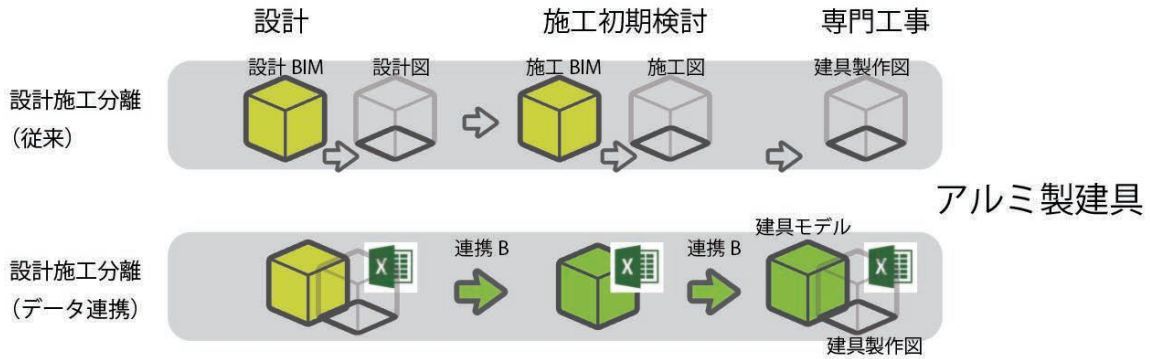 設計
施工初期検討
専門工事
設計 BIM
設計図
施工 BIM
施工図
建具製作図
設計施工分離
（従来）
アルミ製建具
設計施工分離
（データ連携）
X
連携 B
X
連携 B
建具モデル
X
建具製作図